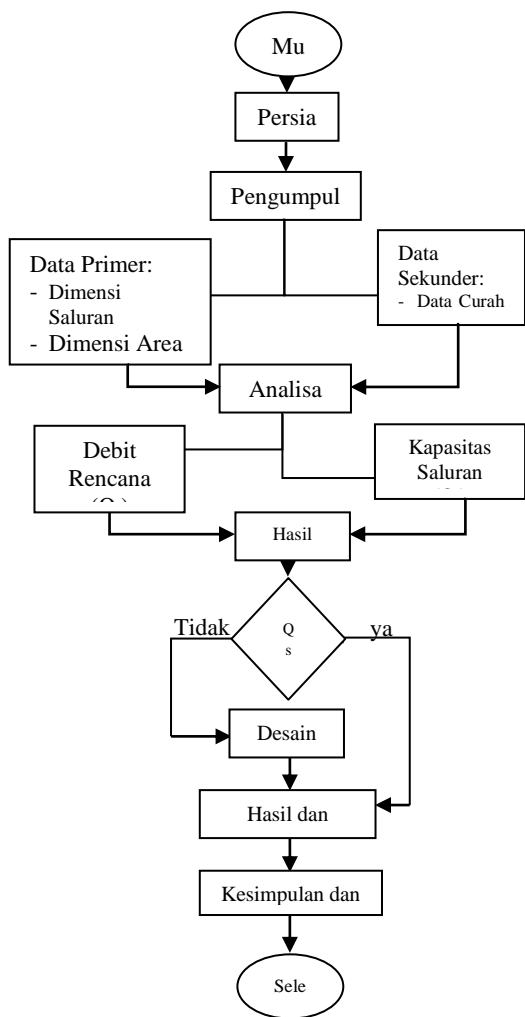 Mu
Persia
Pengumpul
Data Primer:
- Dimensi
Saluran
- Dimensi Area
Data
Sekunder:
- Data Curah
Analisa
Debit
Rencana
Kapasitas
Saluran
Hasil
Tidak
Q
s
ya
Desain
Hasil dan
Kesimpulan dan
Sele